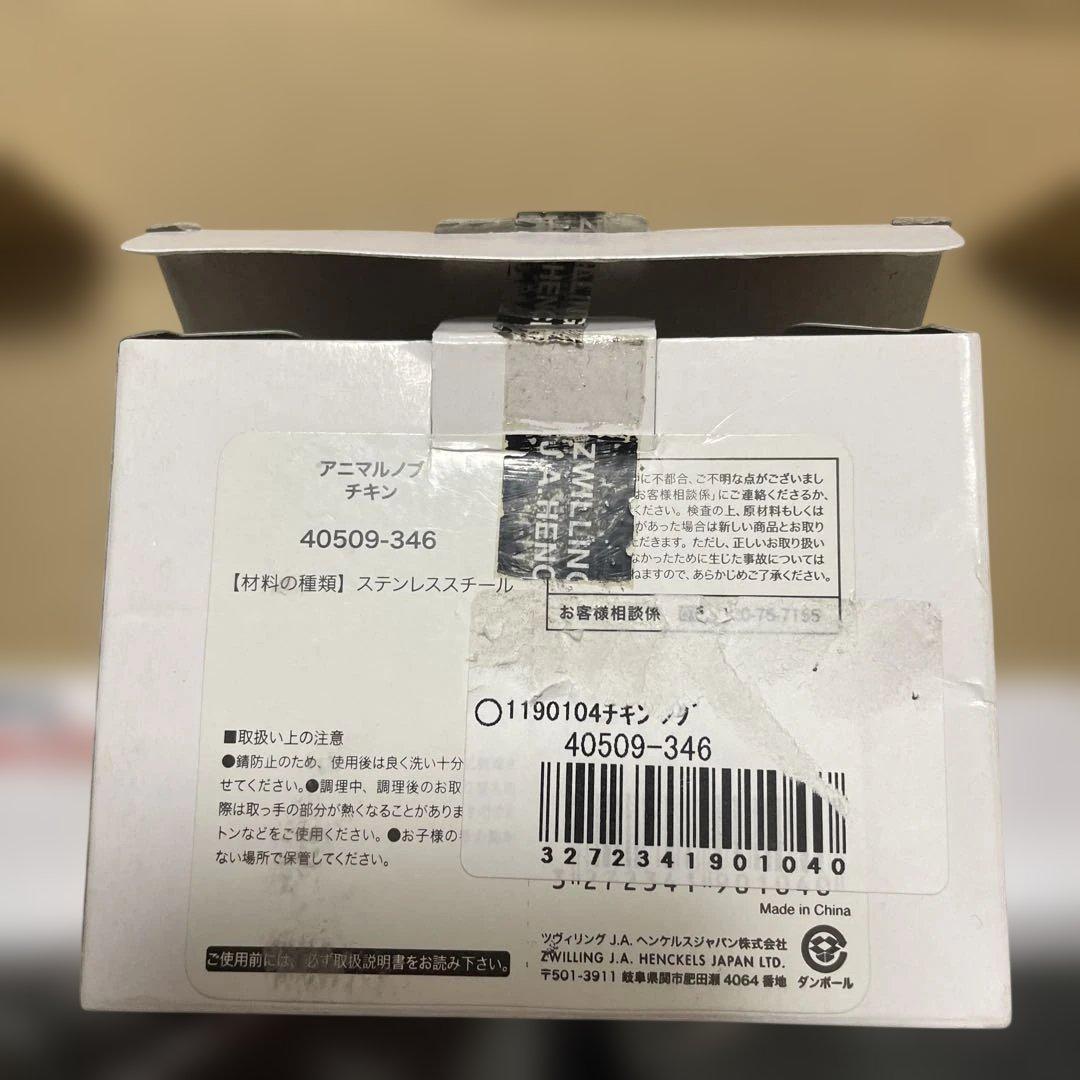 ZWILLING
J.A. HENC
アニマルノブ
チキン
40509-346
【材料の種類】ステンレススチール
に不都合、ご不明な点がございまし
お客様相談係」にご連絡くださるか、
ください。検査の上、原材料もしくは
があった場合は新しい商品とお取り
ただきます。ただし、正しいお取り扱い
なかったために生じた事故については
ねますので、あらかじめご了承ください。
お客様相談係 0-75-7155
○1190104チキン
40509-346
3272341901040
■取扱い上の注意
●錆防止のため、使用後は良く洗い十分
せてください。●調理中、調理後のお取
際は取っ手の部分が熱くなることがありま
トンなどをご使用ください。●お子様の
ない場所で保管してください。
ご使用前には、必ず取扱説明書をお読み下さい。
Made in China
ツヴィリング J.A. ヘンケルスジャパン株式会社
ZWILLING J.A. HENCKELS JAPAN LTD.
〒501-3911 岐阜県関市肥田瀬 4064 番地
ダンボール